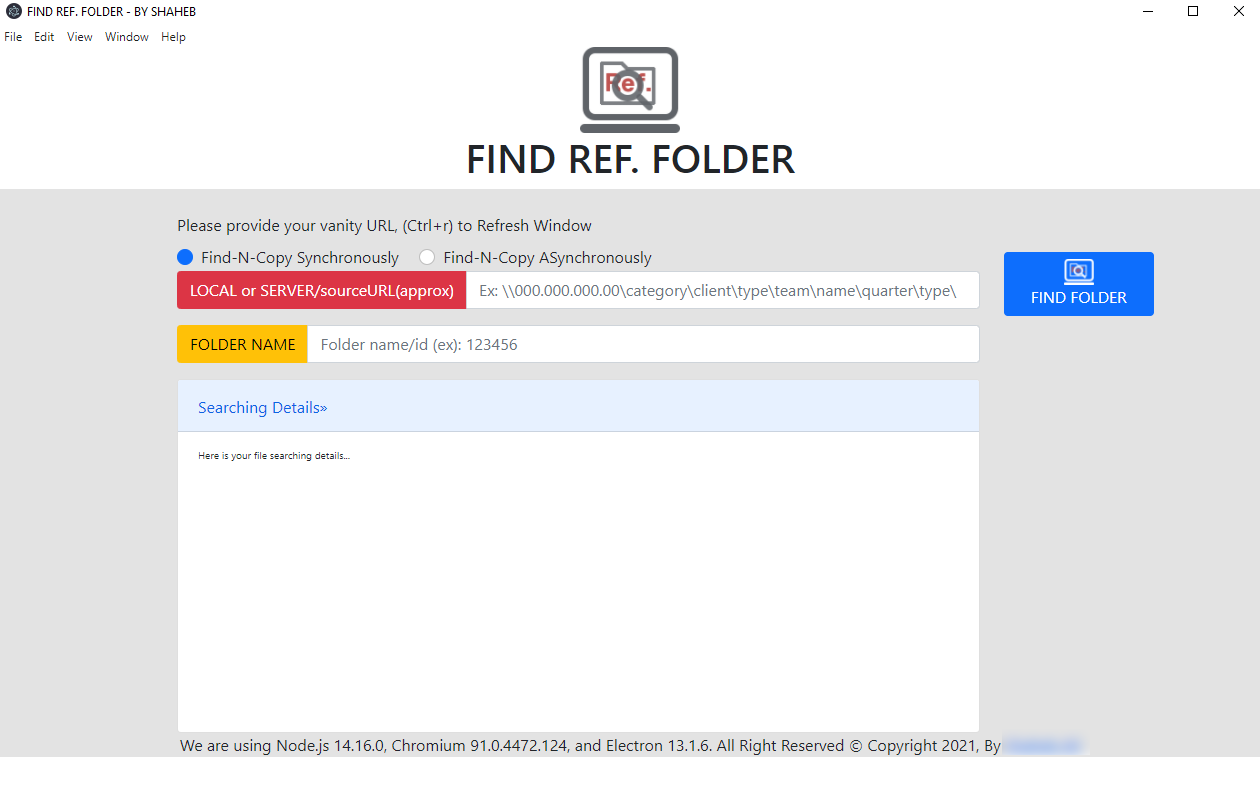 FIND REF. FOLDER - BY SHAHEB
File Edit View Window Help
Ref.
FIND REF. FOLDER
Please provide your vanity URL, (Ctrl+r) to Refresh Window
Find-N-Copy Synchronously Find-N-Copy ASynchronously
LOCAL or SERVER/sourceURL(approx) Ex: \\000.000.000.00\category\client\type\team\name\quarter\type\
FIND FOLDER
FOLDER NAME Folder name/id (ex): 123456
Searching Details»
Here is your file searching details...
We are using Node.js 14.16.0, Chromium 91.0.4472.124, and Electron 13.1.6. All Right Reserved © Copyright 2021, By